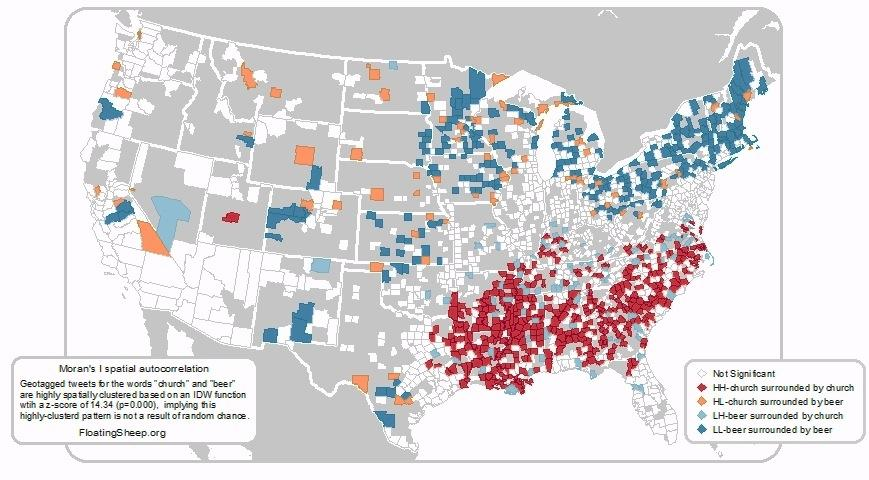 Moran's I spatial autocorrelation
Geotagged tweets for the words "church" and "beer"
are highly spatially clustered based on an IDW function
wtih a z-score of 14.34 (p=0.000), implying this
highly-clusterd pattern is not a result of random chance.
FloatingSheep.org
Not Significant
HH-church surrounded by church
HL-church surrounded by beer
LH-beer surrounded by church
LL-beer surrounded by beer